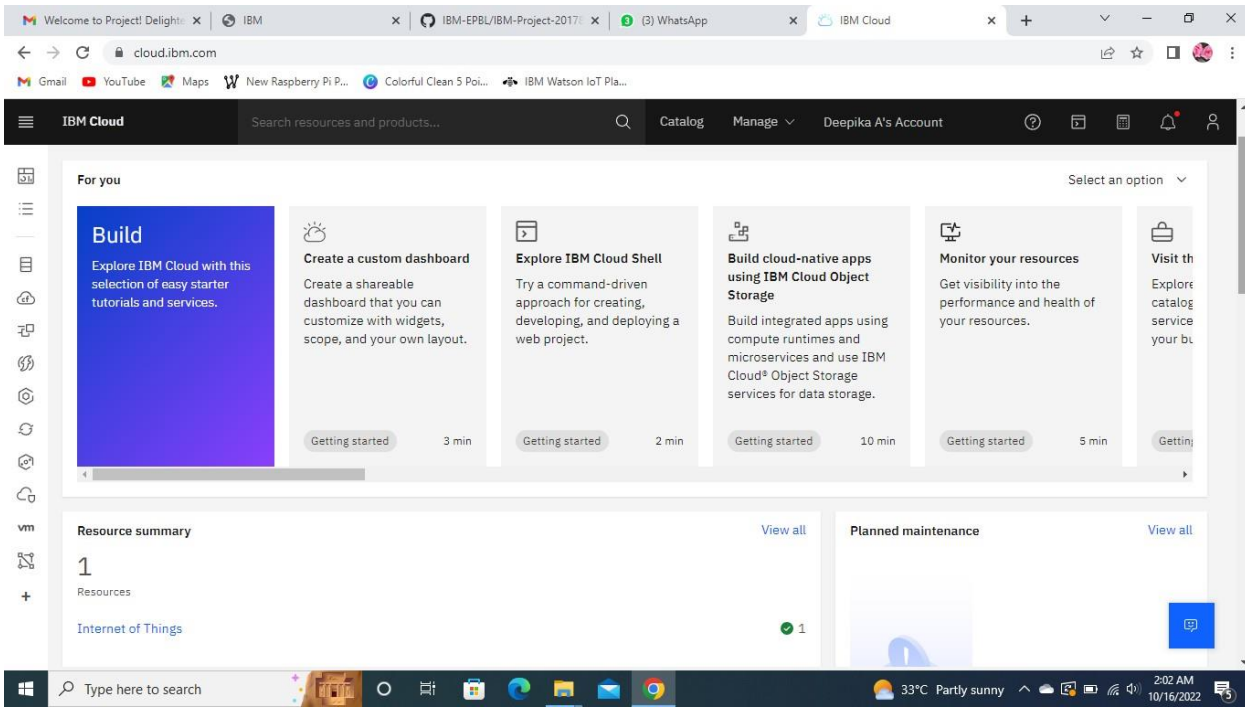 Welcome to Project! Delighte
IBM
IBM-EPBL/IBM-Project-2017
3 (3) WhatsApp
IBM Cloud
cloud.ibm.com
Gmail
YouTube
Maps
New Raspberry Pi P...
Colorful Clean 5 Poi...
IBM Watson IoT Pla...
IBM Cloud
Search resources and products...
Catalog
Manage
Deepika A's Account
For you
Select an option
Build
Explore IBM Cloud with this
selection of easy starter
tutorials and services.
Create a custom dashboard
Create a shareable
dashboard that you can
customize with widgets,
scope, and your own layout.
Getting started 3 min
Explore IBM Cloud Shell
Try a command-driven
approach for creating,
developing, and deploying a
web project.
Getting started 2 min
Build cloud-native apps
using IBM Cloud Object
Storage
Build integrated apps using
compute runtimes and
microservices and use IBM
Cloud® Object Storage
services for data storage.
Getting started 10 min
Monitor your resources
Get visibility into the
performance and health of
your resources.
Getting started 5 min
Visit th
Explore
catalog
service
your bu
Getting
vm
Resource summary
View all
1
Resources
Internet of Things
1
Planned maintenance
View all
Type here to search
33°C Partly sunny
2:02 AM
10/16/2022
5